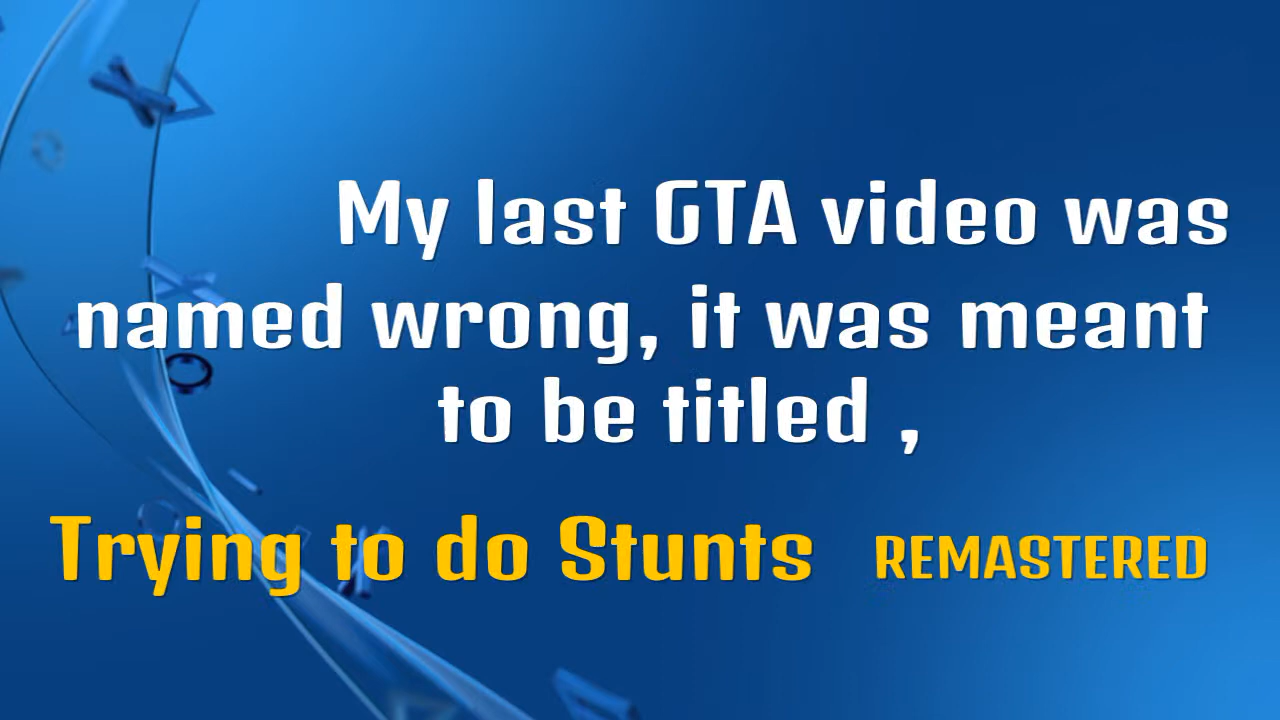 My last GTA video was
named wrong, it was meant
to be titled ,
Trying to do Stunts REMASTERED